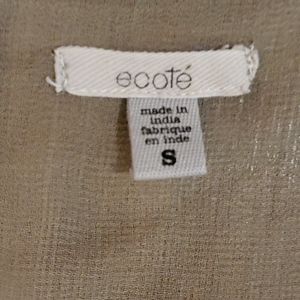 ecoté
made in
india
fabrique
en inde
S